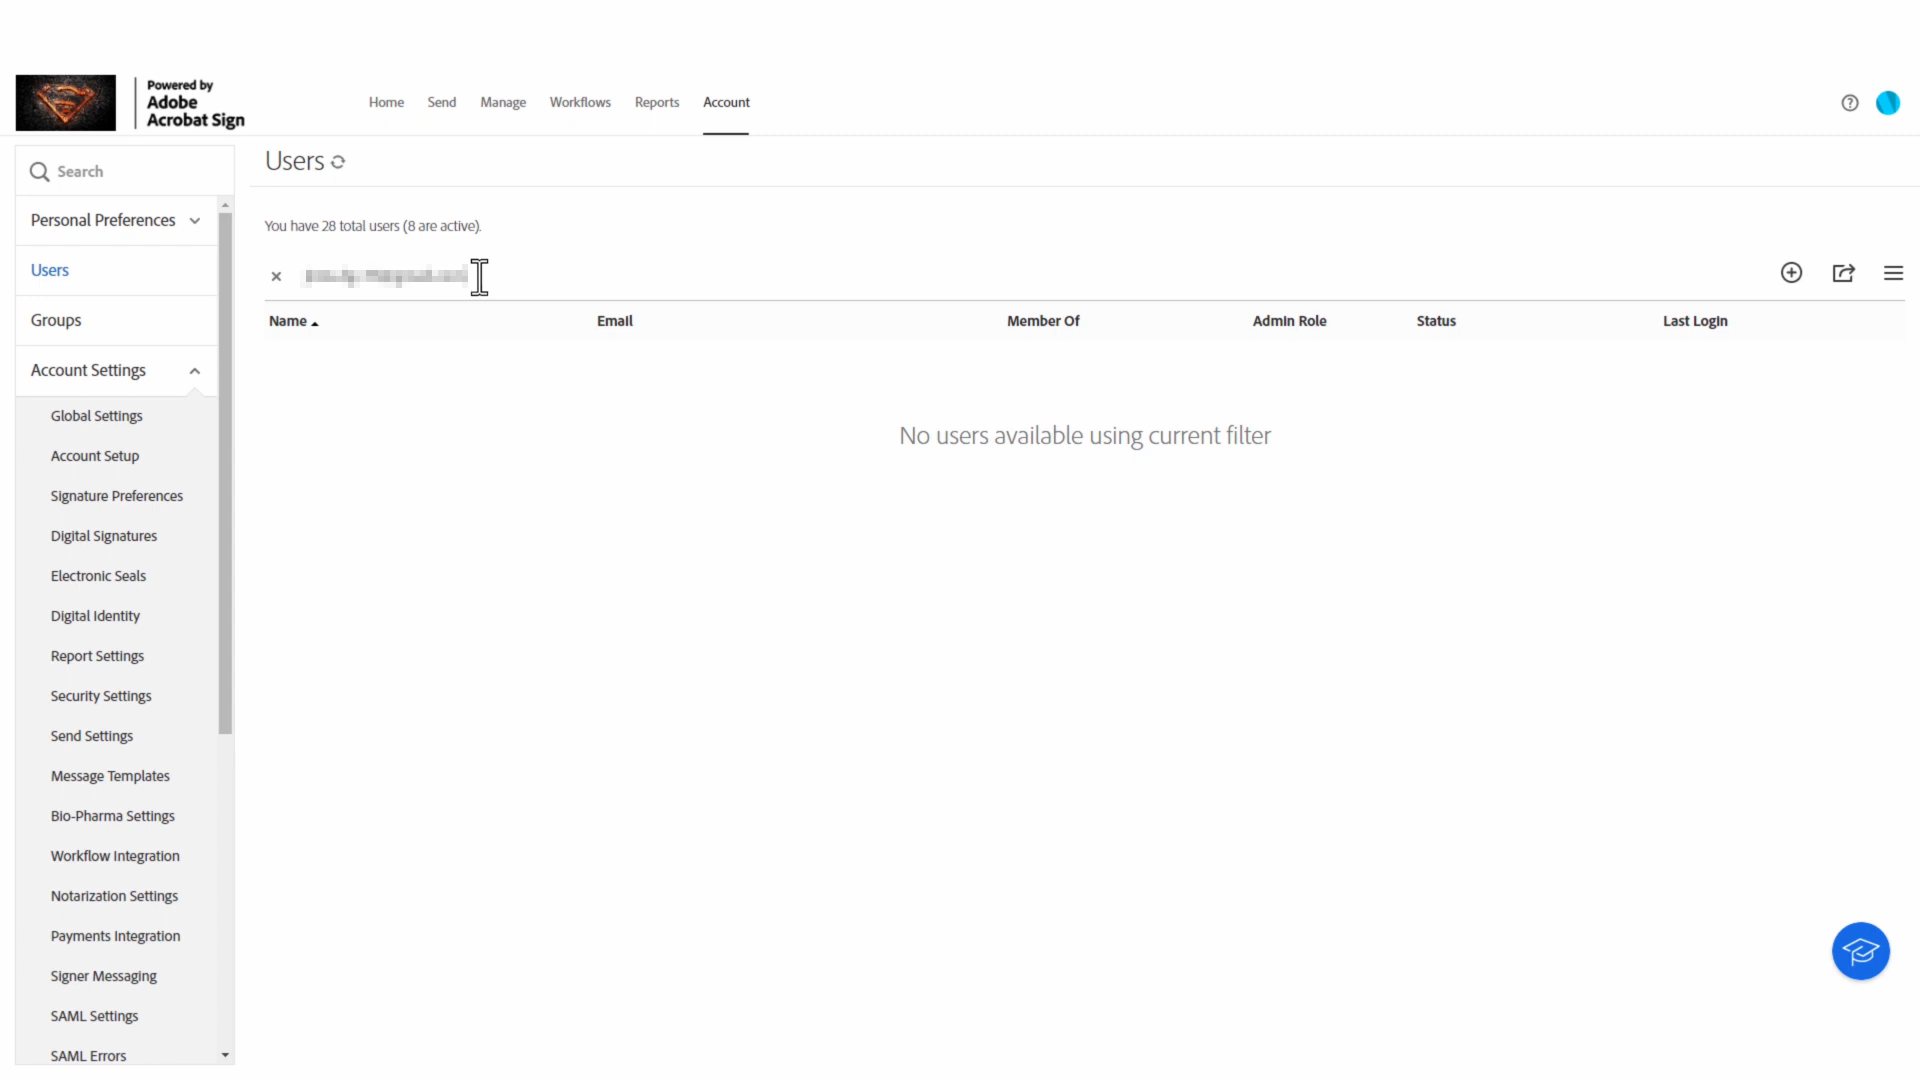 Powered by
Adobe
Acrobat Sign
Home
Send
Manage
Workflows
Reports
Account
Search
Users
You have 28 total users (8 are active).
Personal Preferences
Users
Groups
Account Settings
Global Settings
Account Setup
Signature Preferences
Digital Signatures
Electronic Seals
Digital Identity
Report Settings
Security Settings
Send Settings
Message Templates
Bio-Pharma Settings
Workflow Integration
Notarization Settings
Payments Integration
Signer Messaging
SAML Settings
SAML Errors
Name
Email
Member Of
Admin Role
Status
Last Login
No users available using current filter